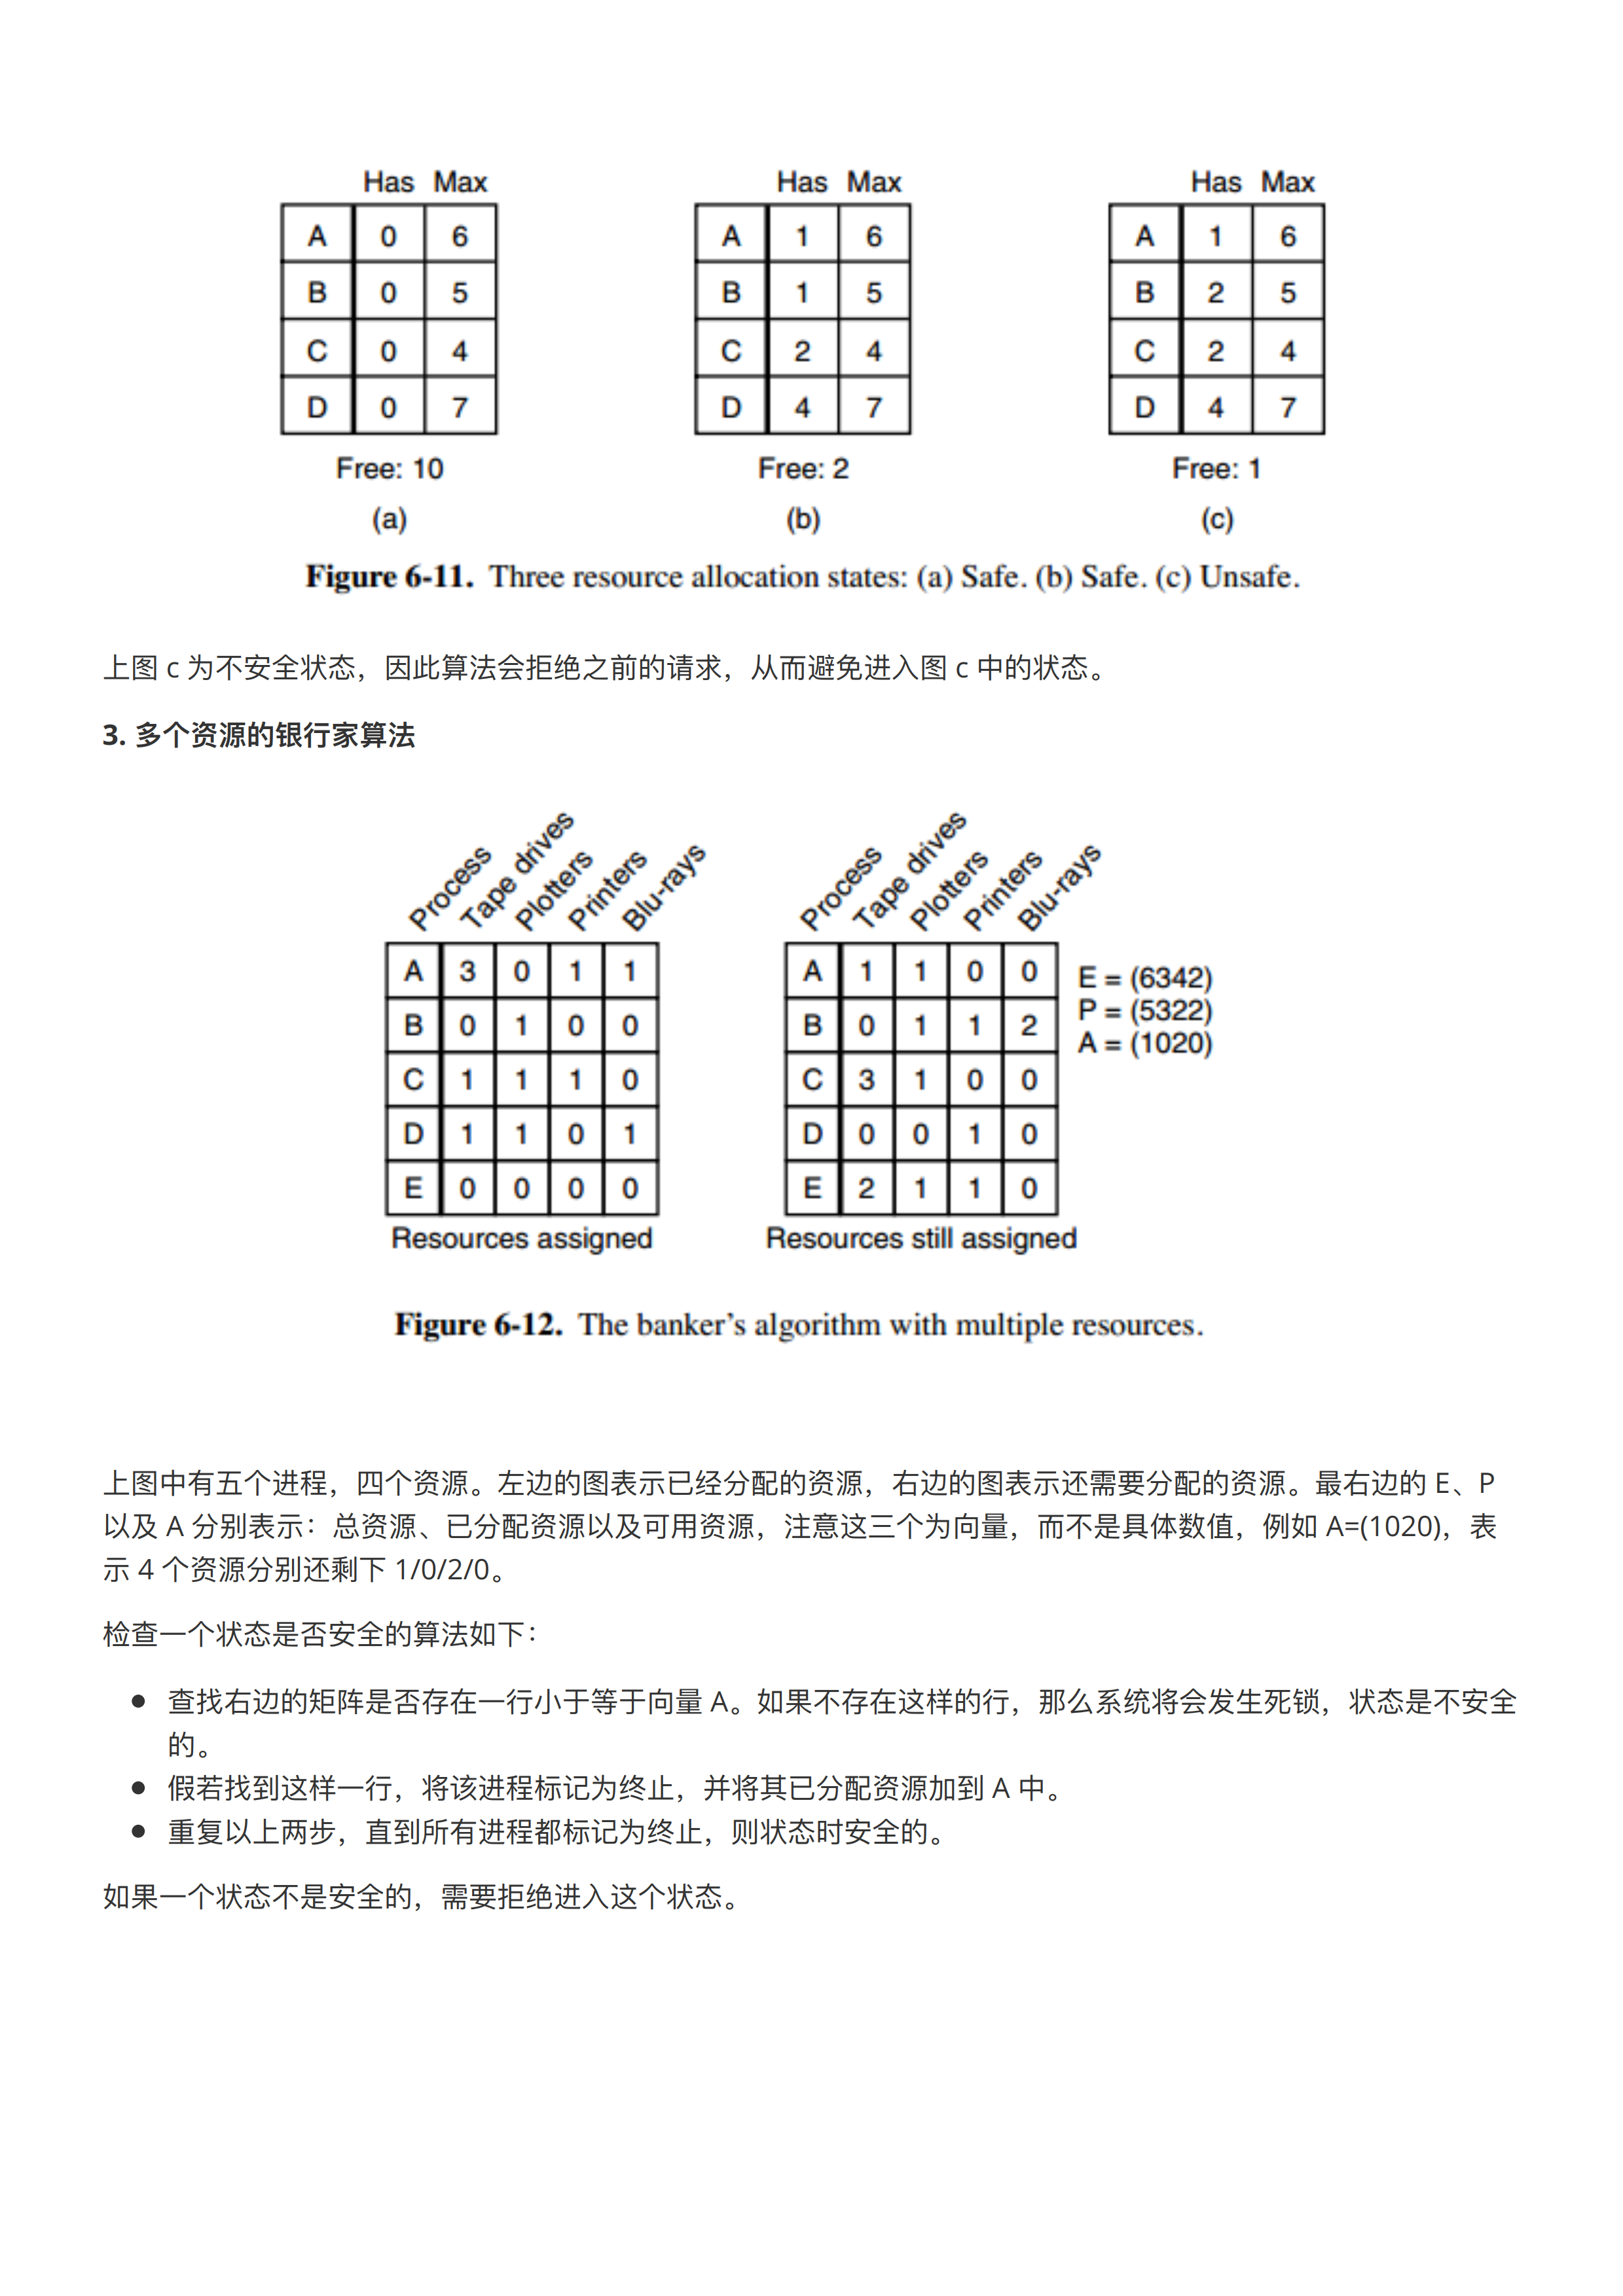 Has Max Has Max Has Max
A 0 6 A 1 6 A 1 6
B 0 5 B 1 5 B 2 5
C 0 4 C 2 4 C 2 4
D 0 7 D 4 7 D 4 7
Free: 10 Free: 2 Free: 1
(a) (b) (c)
Figure 6-11. Three resource allocation states: (a) Safe. (b) Safe. (c) Unsafe.
上图 c 为不安全状态，因此算法会拒绝之前的请求，从而避免进入图 c 中的状态。
3. 多个资源的银行家算法
Process Tape drives Plotters Printers Blu-rays Process Tape drives Plotters Printers Blu-rays
A 3 0 1 1 A 1 1 0 0 E = (6342)
B 0 1 0 0 B 0 1 1 2 P = (5322)
C 1 1 1 0 C 3 1 0 0 A = (1020)
D 1 1 0 1 D 0 0 1 0
E 0 0 0 0 E 2 1 1 0
Resources assigned Resources still assigned
Figure 6-12. The banker's algorithm with multiple resources.
上图中有五个进程，四个资源。左边的图表示已经分配的资源，右边的图表示还需要分配的资源。最右边的 E、P
以及 A 分别表示：总资源、已分配资源以及可用资源，注意这三个为向量，而不是具体数值，例如 A=(1020)，表
示 4 个资源分别还剩下 1/0/2/0。
检查一个状态是否安全的算法如下：
● 查找右边的矩阵是否存在一行小于等于向量 A。如果不存在这样的行，那么系统将会发生死锁，状态是不安全
的。
● 假若找到这样一行，将该进程标记为终止，并将其已分配资源加到 A 中。
● 重复以上两步，直到所有进程都标记为终止，则状态时安全的。
如果一个状态不是安全的，需要拒绝进入这个状态。